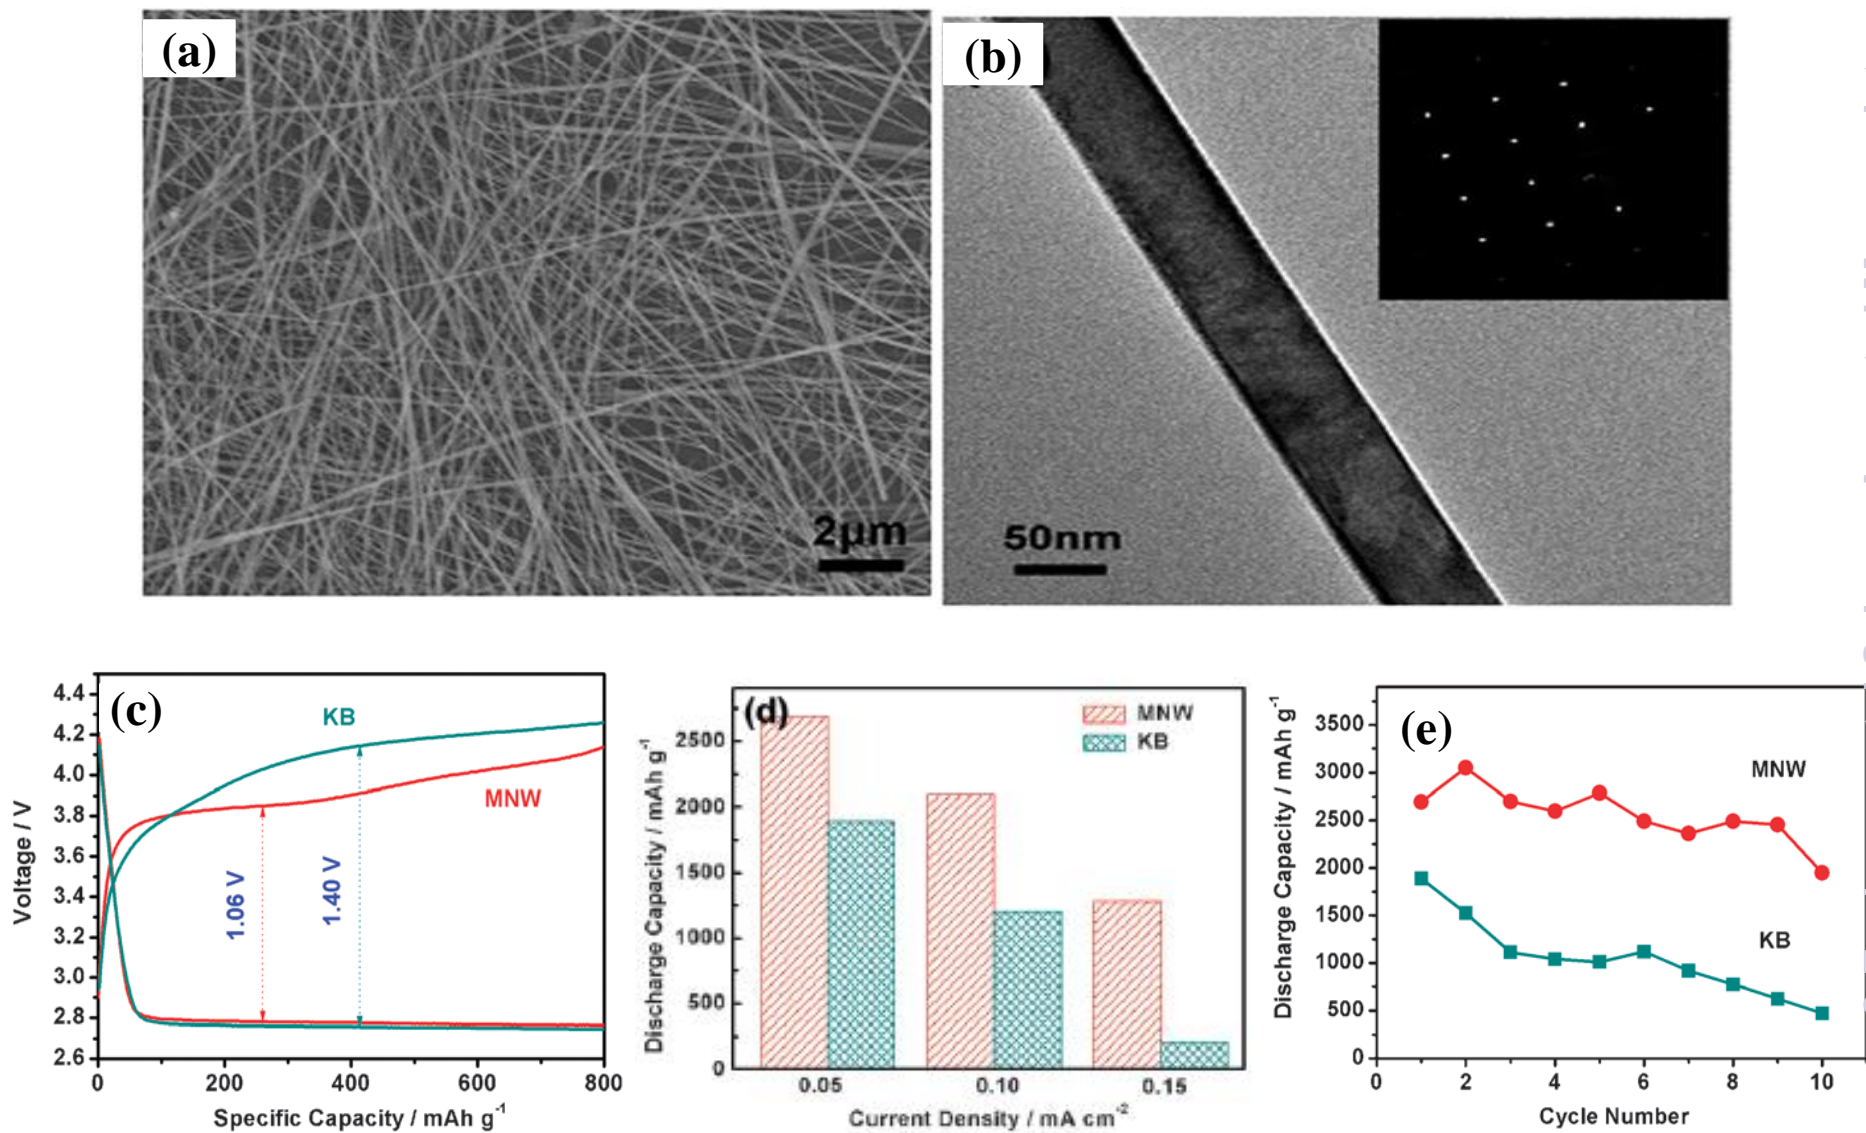 (a)
2μm
(b)
50nm
(c)
KB
MNW
1.06 V
1.40 V
4.4
4.2
4.0
3.8
3.6
3.4
3.2
3.0
2.8
2.6
Voltage / V
0
200
400
600
800
Specific Capacity / mAh g⁻¹
(d)
MNW
KB
2500
2000
1500
1000
500
0
Discharge Capacity / mAh g⁻¹
0.05
0.10
0.15
Current Density / mA cm⁻²
(e)
MNW
KB
3500
3000
2500
2000
1500
1000
500
0
Discharge Capacity / mAh g⁻¹
0
2
4
6
8
10
Cycle Number